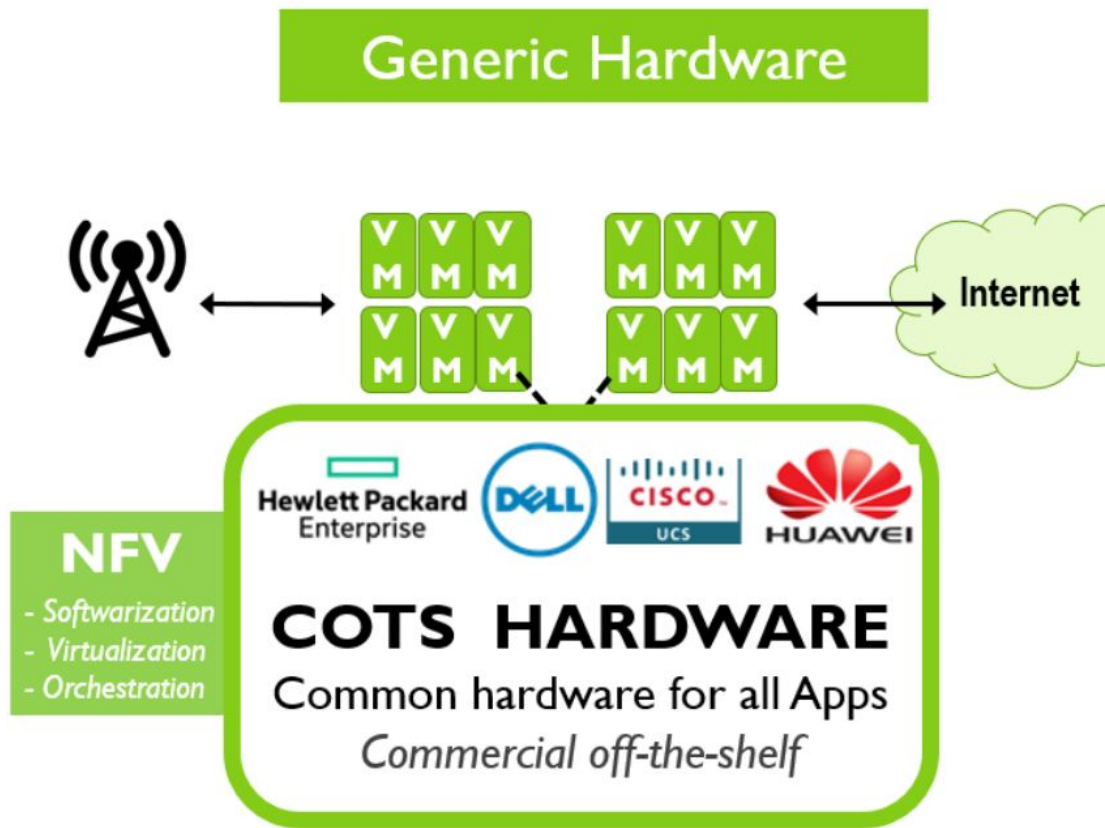 Generic Hardware
V V V V V V
M M M M M M
Internet
V V V V V V
M M M M M M
Hewlett Packard
Enterprise
DELL
CISCO™
UCS
HUAWEI
NFV
- Softwarization
- Virtualization
- Orchestration
COTS HARDWARE
Common hardware for all Apps
Commercial off-the-shelf